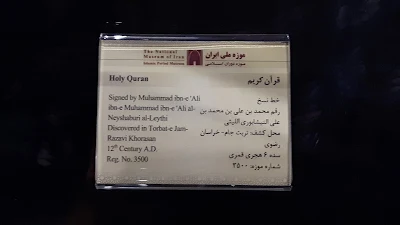 The National
Museum of Iran
Islamic Period Museum
موزه ملی ایران
موزه دوران اسلامی
Holy Quran
Signed by Muhammad ibn-e 'Ali
ibn-e Muhammad ibn-e 'Ali al-
Neyshaburi al-Leythi
Discovered in Torbat-e Jam-
Razavi Khorasan
12th Century A.D.
Reg. No. 3500
قرآن کریم
خط نسخ
رقم محمد بن علی بن محمد بن
علی النیشابوری اللیثی
محل کشف: تربت جام- خراسان
رضوی
سده ۶ هجری قمری
شماره موزه: ۳۵۰۰